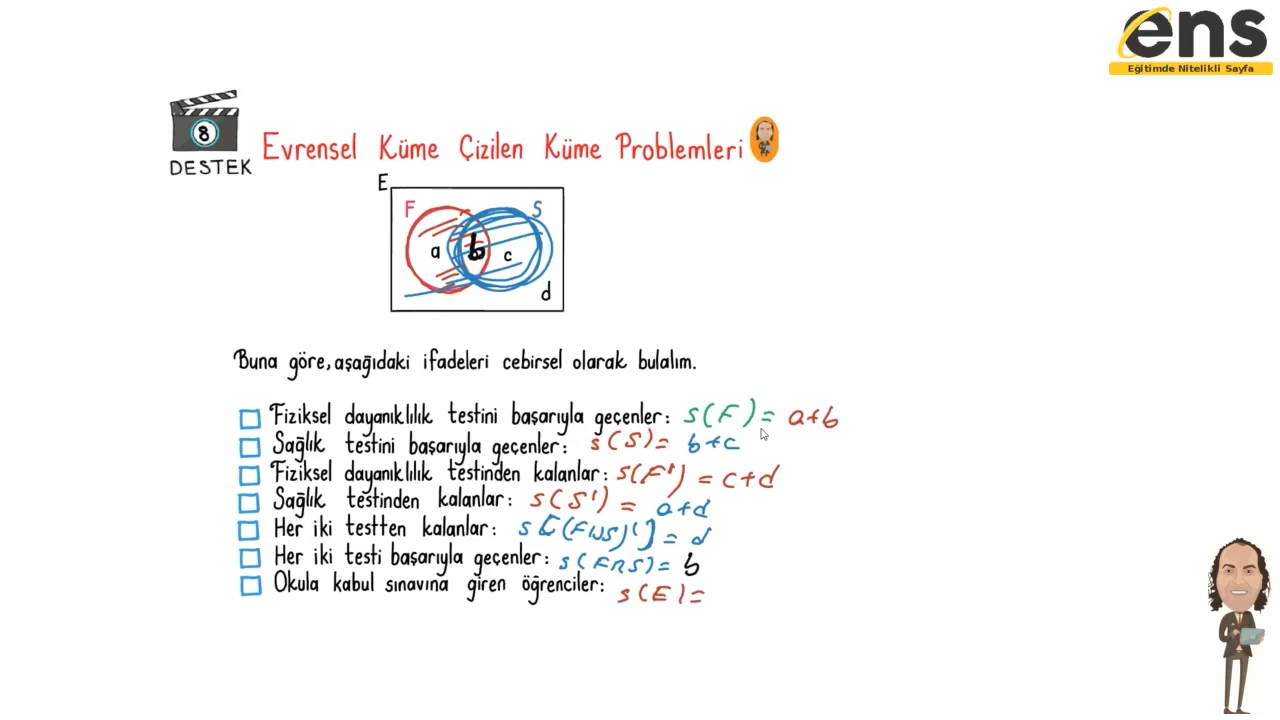 ens
Eğitimde Nitelikli Sayfa
8
DESTEK
Evrensel Küme Çizilen Küme Problemleri
E
F S
a b c
d
Buna göre, aşağıdaki ifadeleri cebirsel olarak bulalım.
Fiziksel dayanıklılık testini başarıyla geçenler: s(F) = a+b
Sağlık testini başarıyla geçenler: s(S) = b+c
Fiziksel dayanıklılık testinden kalanlar: s(F') = c+d
Sağlık testinden kalanlar: s(S') = a+d
Her iki testten kalanlar: s[(F∪S)'] = d
Her iki testi başarıyla geçenler: s(F∩S) = b
Okula kabul sınavına giren öğrenciler: s(E) =